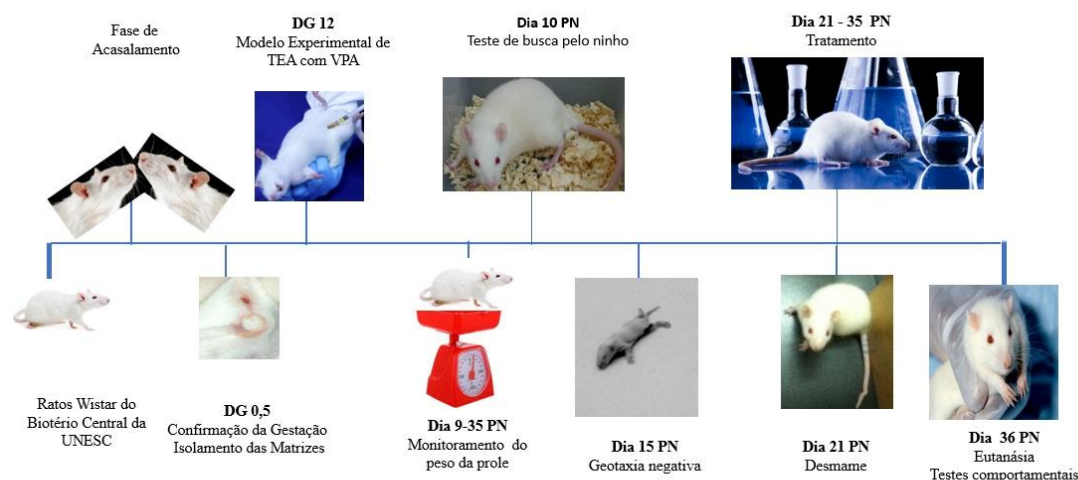 Fase de
Acasalamento
DG 12
Modelo Experimental de
TEA com VPA
Dia 10 PN
Teste de busca pelo ninho
Dia 21 - 35 PN
Tratamento
Ratos Wistar do
Biotério Central da
UNESC
DG 0,5
Confirmação da Gestação
Isolamento das Matrizes
Dia 9-35 PN
Monitoramento do
peso da prole
Dia 15 PN
Geotaxia negativa
Dia 21 PN
Desmame
Dia 36 PN
Eutanásia
Testes comportamentais